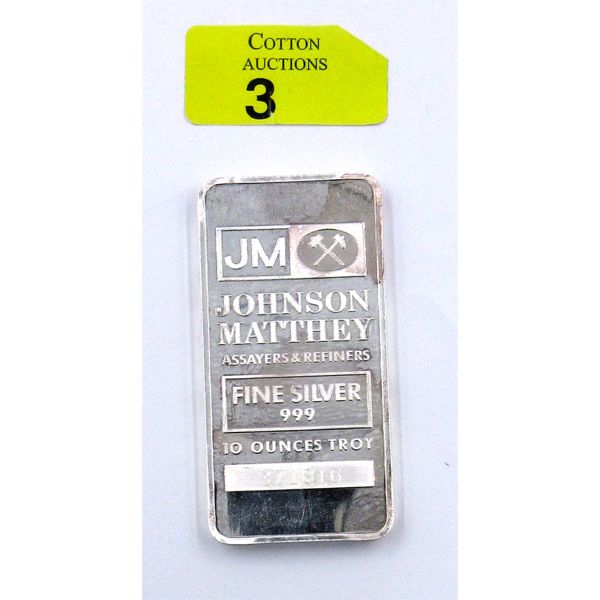 COTTON
AUCTIONS
3
JM
JOHNSON
MATTHEY
ASSAYERS & REFINERS
FINE SILVER
999
10 OUNCES TROY